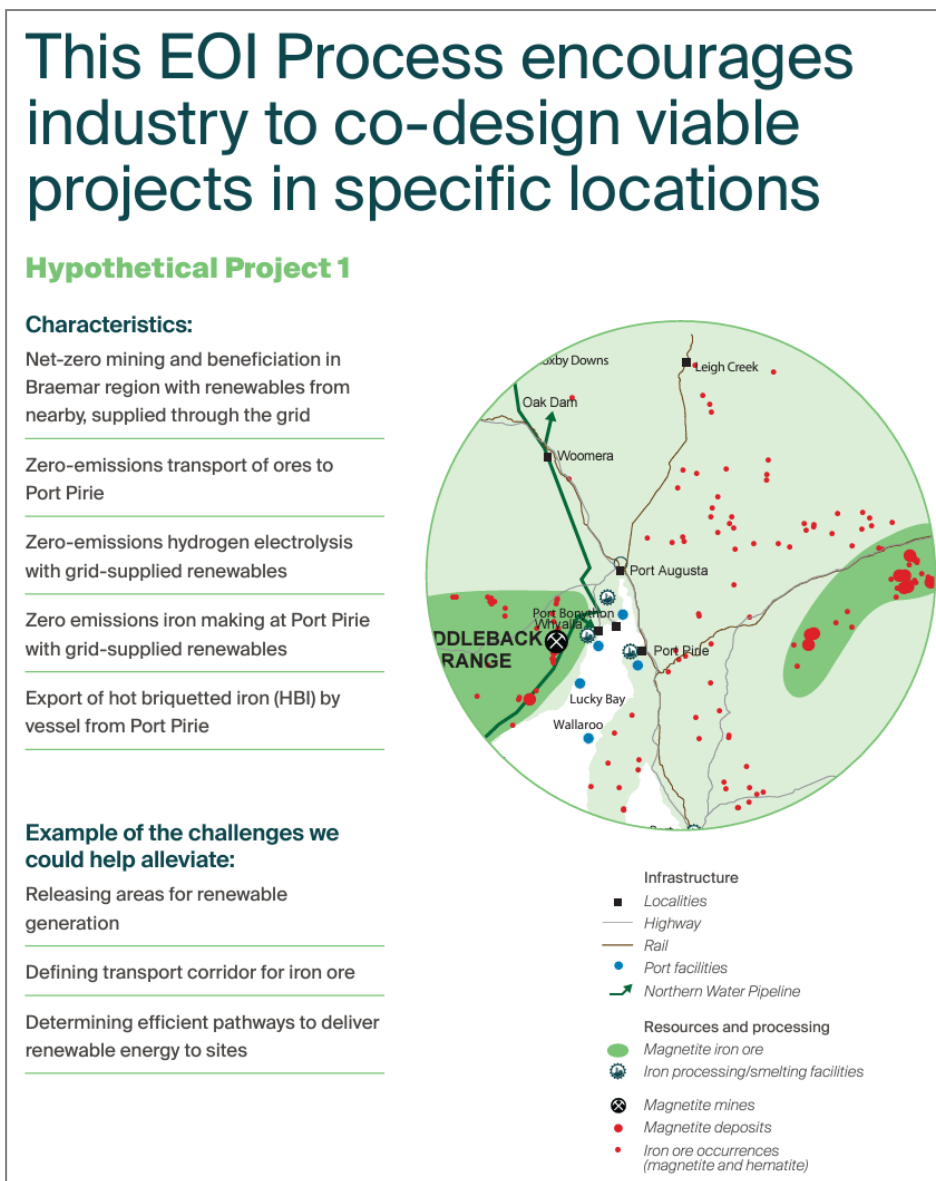 This EOI Process encourages
industry to co-design viable
projects in specific locations
Hypothetical Project 1
Characteristics:
Net-zero mining and beneficiation in
Braemar region with renewables from
nearby, supplied through the grid
Zero-emissions transport of ores to
Port Pirie
Zero-emissions hydrogen electrolysis
with grid-supplied renewables
Zero emissions iron making at Port Pirie
with grid-supplied renewables
Export of hot briquetted iron (HBI) by
vessel from Port Pirie
Example of the challenges we
could help alleviate:
Releasing areas for renewable
generation
Defining transport corridor for iron ore
Determining efficient pathways to deliver
renewable energy to sites
oxby Downs
Leigh Creek
Oak Dam
Woomera
Port Augusta
Port Bonython
Whyalla
DDLEBACK
RANGE
Port Pirie
Lucky Bay
Wallaroo
Infrastructure
Localities
Highway
Rail
Port facilities
Northern Water Pipeline
Resources and processing
Magnetite iron ore
Iron processing/smelting facilities
Magnetite mines
Magnetite deposits
Iron ore occurrences
(magnetite and hematite)